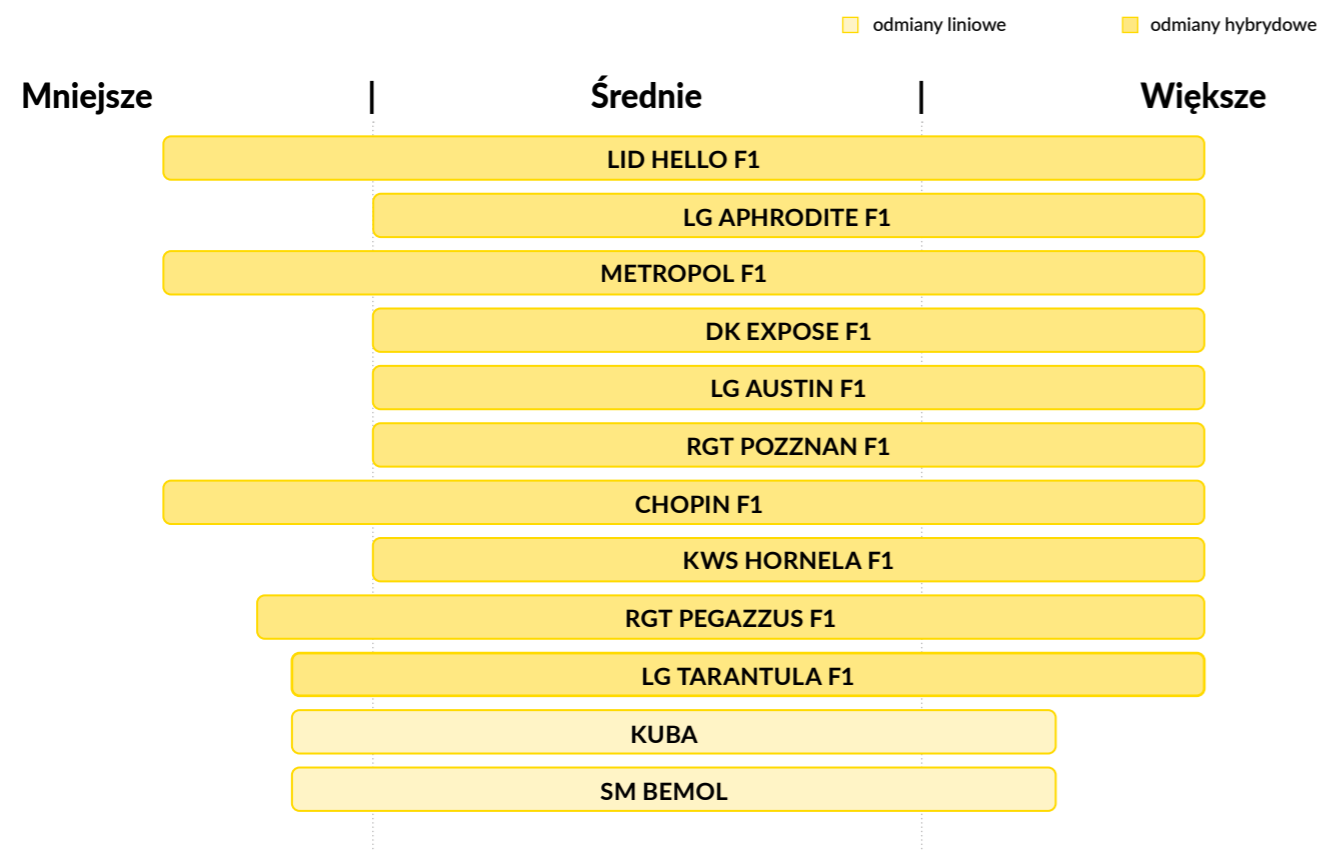 odmiany liniowe odmiany hybrydowe
Mniejsze | Średnie | Większe
LID HELLO F1
LG APHRODITE F1
METROPOL F1
DK EXPOSE F1
LG AUSTIN F1
RGT POZZNAN F1
CHOPIN F1
KWS HORNELA F1
RGT PEGAZZUS F1
LG TARANTULA F1
KUBA
SM BEMOL